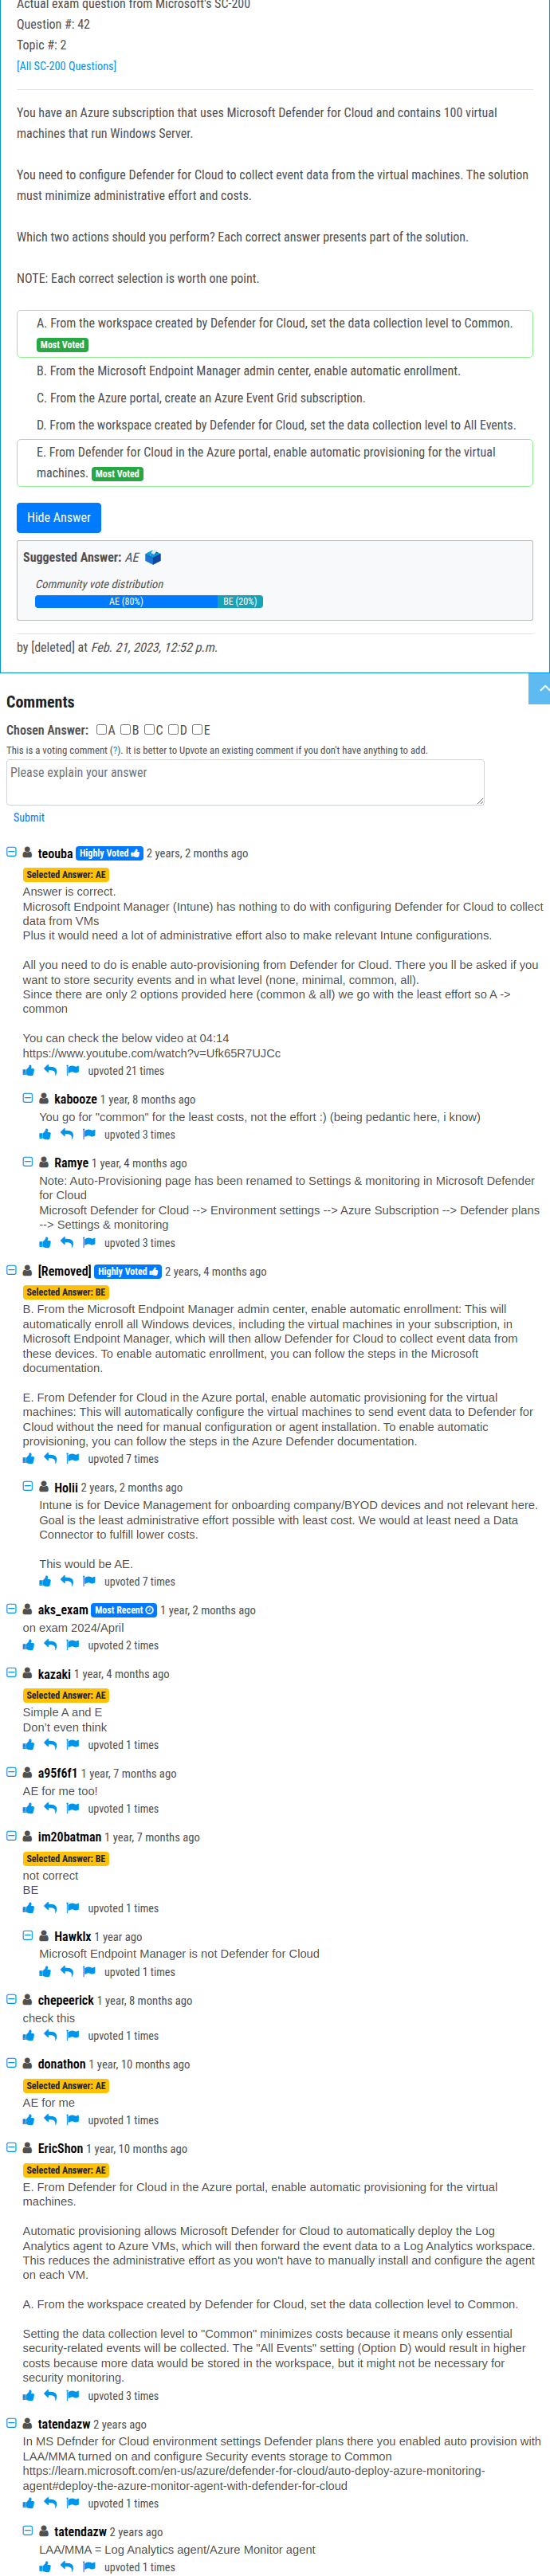 Actual exam question from Microsoft's SC-200
Question #: 42
Topic #: 2
[All SC-200 Questions]
You have an Azure subscription that uses Microsoft Defender for Cloud and contains 100 virtual
machines that run Windows Server.
You need to configure Defender for Cloud to collect event data from the virtual machines. The solution
must minimize administrative effort and costs.
Which two actions should you perform? Each correct answer presents part of the solution.
NOTE: Each correct selection is worth one point.
A. From the workspace created by Defender for Cloud, set the data collection level to Common.
Most Voted
B. From the Microsoft Endpoint Manager admin center, enable automatic enrollment.
C. From the Azure portal, create an Azure Event Grid subscription.
D. From the workspace created by Defender for Cloud, set the data collection level to All Events.
E. From Defender for Cloud in the Azure portal, enable automatic provisioning for the virtual
machines. Most Voted
Hide Answer
Suggested Answer: AE
Community vote distribution
AE (80%) BE (20%)
by [deleted] at Feb. 21, 2023, 12:52 p.m.
Comments
Chosen Answer: A B C D E
This is a voting comment (?). It is better to Upvote an existing comment if you don't have anything to add.
Please explain your answer
Submit
teouba Highly Voted 2 years, 2 months ago
Selected Answer: AE
Answer is correct.
Microsoft Endpoint Manager (Intune) has nothing to do with configuring Defender for Cloud to collect
data from VMs
Plus it would need a lot of administrative effort also to make relevant Intune configurations.
All you need to do is enable auto-provisioning from Defender for Cloud. There you ll be asked if you
want to store security events and in what level (none, minimal, common, all).
Since there are only 2 options provided here (common & all) we go with the least effort so A ->
common
You can check the below video at 04:14
https://www.youtube.com/watch?v=Ufk65R7UJCc
upvoted 21 times
kabooze 1 year, 8 months ago
You go for "common" for the least costs, not the effort :) (being pedantic here, i know)
upvoted 3 times
Ramye 1 year, 4 months ago
Note: Auto-Provisioning page has been renamed to Settings & monitoring in Microsoft Defender
for Cloud
Microsoft Defender for Cloud --> Environment settings --> Azure Subscription --> Defender plans
--> Settings & monitoring
upvoted 3 times
[Removed] Highly Voted 2 years, 4 months ago
Selected Answer: BE
B. From the Microsoft Endpoint Manager admin center, enable automatic enrollment: This will
automatically enroll all Windows devices, including the virtual machines in your subscription, in
Microsoft Endpoint Manager, which will then allow Defender for Cloud to collect event data from
these devices. To enable automatic enrollment, you can follow the steps in the Microsoft
documentation.
E. From Defender for Cloud in the Azure portal, enable automatic provisioning for the virtual
machines: This will automatically configure the virtual machines to send event data to Defender for
Cloud without the need for manual configuration or agent installation. To enable automatic
provisioning, you can follow the steps in the Azure Defender documentation.
upvoted 7 times
Holii 2 years, 2 months ago
Intune is for Device Management for onboarding company/BYOD devices and not relevant here.
Goal is the least administrative effort possible with least cost. We would at least need a Data
Connector to fulfill lower costs.
This would be AE.
upvoted 7 times
aks_exam Most Recent 1 year, 2 months ago
on exam 2024/April
upvoted 2 times
kazaki 1 year, 4 months ago
Selected Answer: AE
Simple A and E
Don't even think
upvoted 1 times
a95f6f1 1 year, 7 months ago
AE for me too!
upvoted 1 times
im20batman 1 year, 7 months ago
Selected Answer: BE
not correct
BE
upvoted 1 times
Hawklx 1 year ago
Microsoft Endpoint Manager is not Defender for Cloud
upvoted 1 times
chepeerick 1 year, 8 months ago
check this
upvoted 1 times
donathon 1 year, 10 months ago
Selected Answer: AE
AE for me
upvoted 1 times
EricShon 1 year, 10 months ago
Selected Answer: AE
E. From Defender for Cloud in the Azure portal, enable automatic provisioning for the virtual
machines.
Automatic provisioning allows Microsoft Defender for Cloud to automatically deploy the Log
Analytics agent to Azure VMs, which will then forward the event data to a Log Analytics workspace.
This reduces the administrative effort as you won't have to manually install and configure the agent
on each VM.
A. From the workspace created by Defender for Cloud, set the data collection level to Common.
Setting the data collection level to "Common" minimizes costs because it means only essential
security-related events will be collected. The "All Events" setting (Option D) would result in higher
costs because more data would be stored in the workspace, but it might not be necessary for
security monitoring.
upvoted 3 times
tatendazw 2 years ago
In MS Defnder for Cloud environment settings Defender plans there you enabled auto provision with
LAA/MMA turned on and configure Security events storage to Common
https://learn.microsoft.com/en-us/azure/defender-for-cloud/auto-deploy-azure-monitoring-
agent#deploy-the-azure-monitor-agent-with-defender-for-cloud
upvoted 1 times
tatendazw 2 years ago
LAA/MMA = Log Analytics agent/Azure Monitor agent
upvoted 1 times